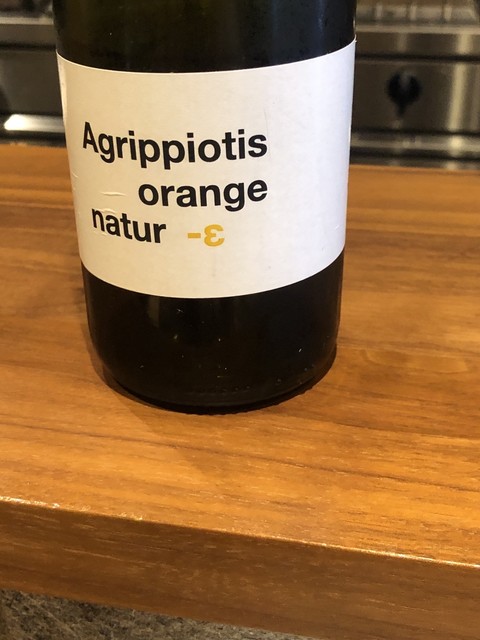 Agrippiotis
orange
natur -ε